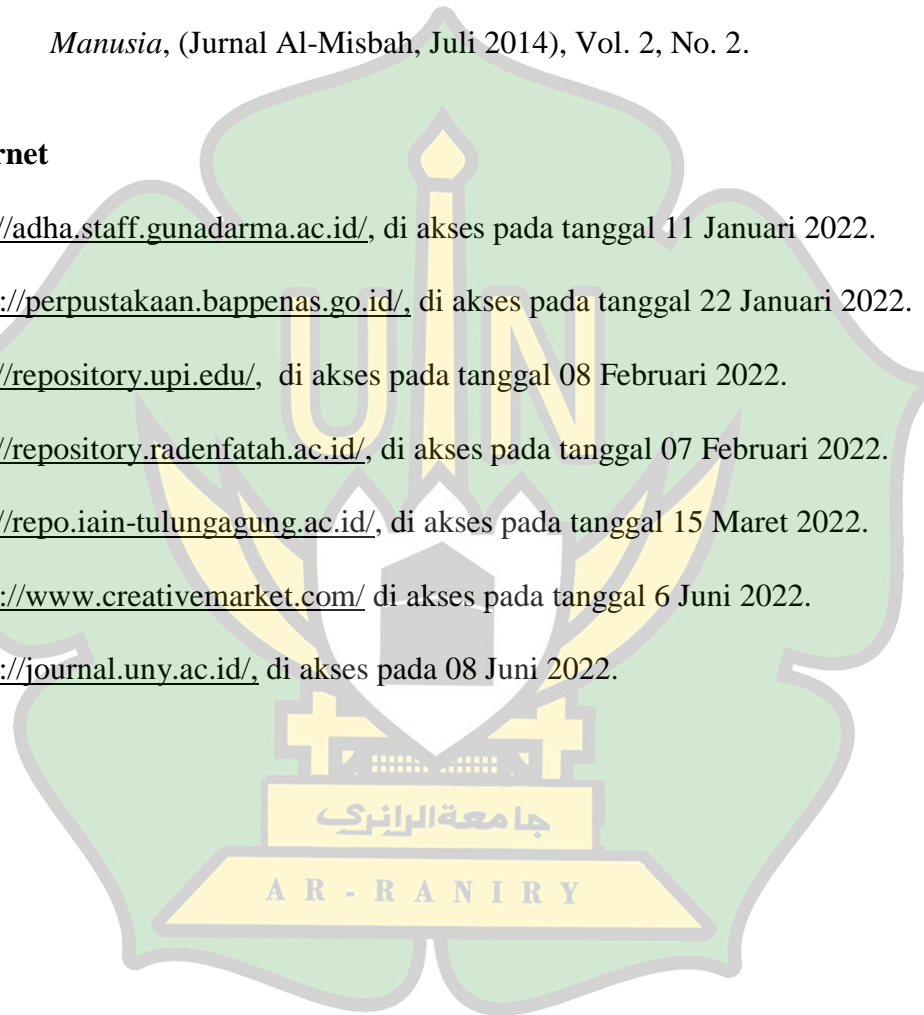 Manusia, (Jurnal Al-Misbah, Juli 2014), Vol. 2, No. 2.
rnet
//adha.staff.gunadarma.ac.id/, di akses pada tanggal 11 Januari 2022.
://perpustakaan.bappenas.go.id/, di akses pada tanggal 22 Januari 2022.
//repository.upi.edu/, di akses pada tanggal 08 Februari 2022.
//repository.radenfatah.ac.id/, di akses pada tanggal 07 Februari 2022.
//repo.iain-tulungagung.ac.id/, di akses pada tanggal 15 Maret 2022.
://www.creativemarket.com/ di akses pada tanggal 6 Juni 2022.
://journal.uny.ac.id/, di akses pada 08 Juni 2022.
UIN
جامعةالرانرك
AR-RANIRY